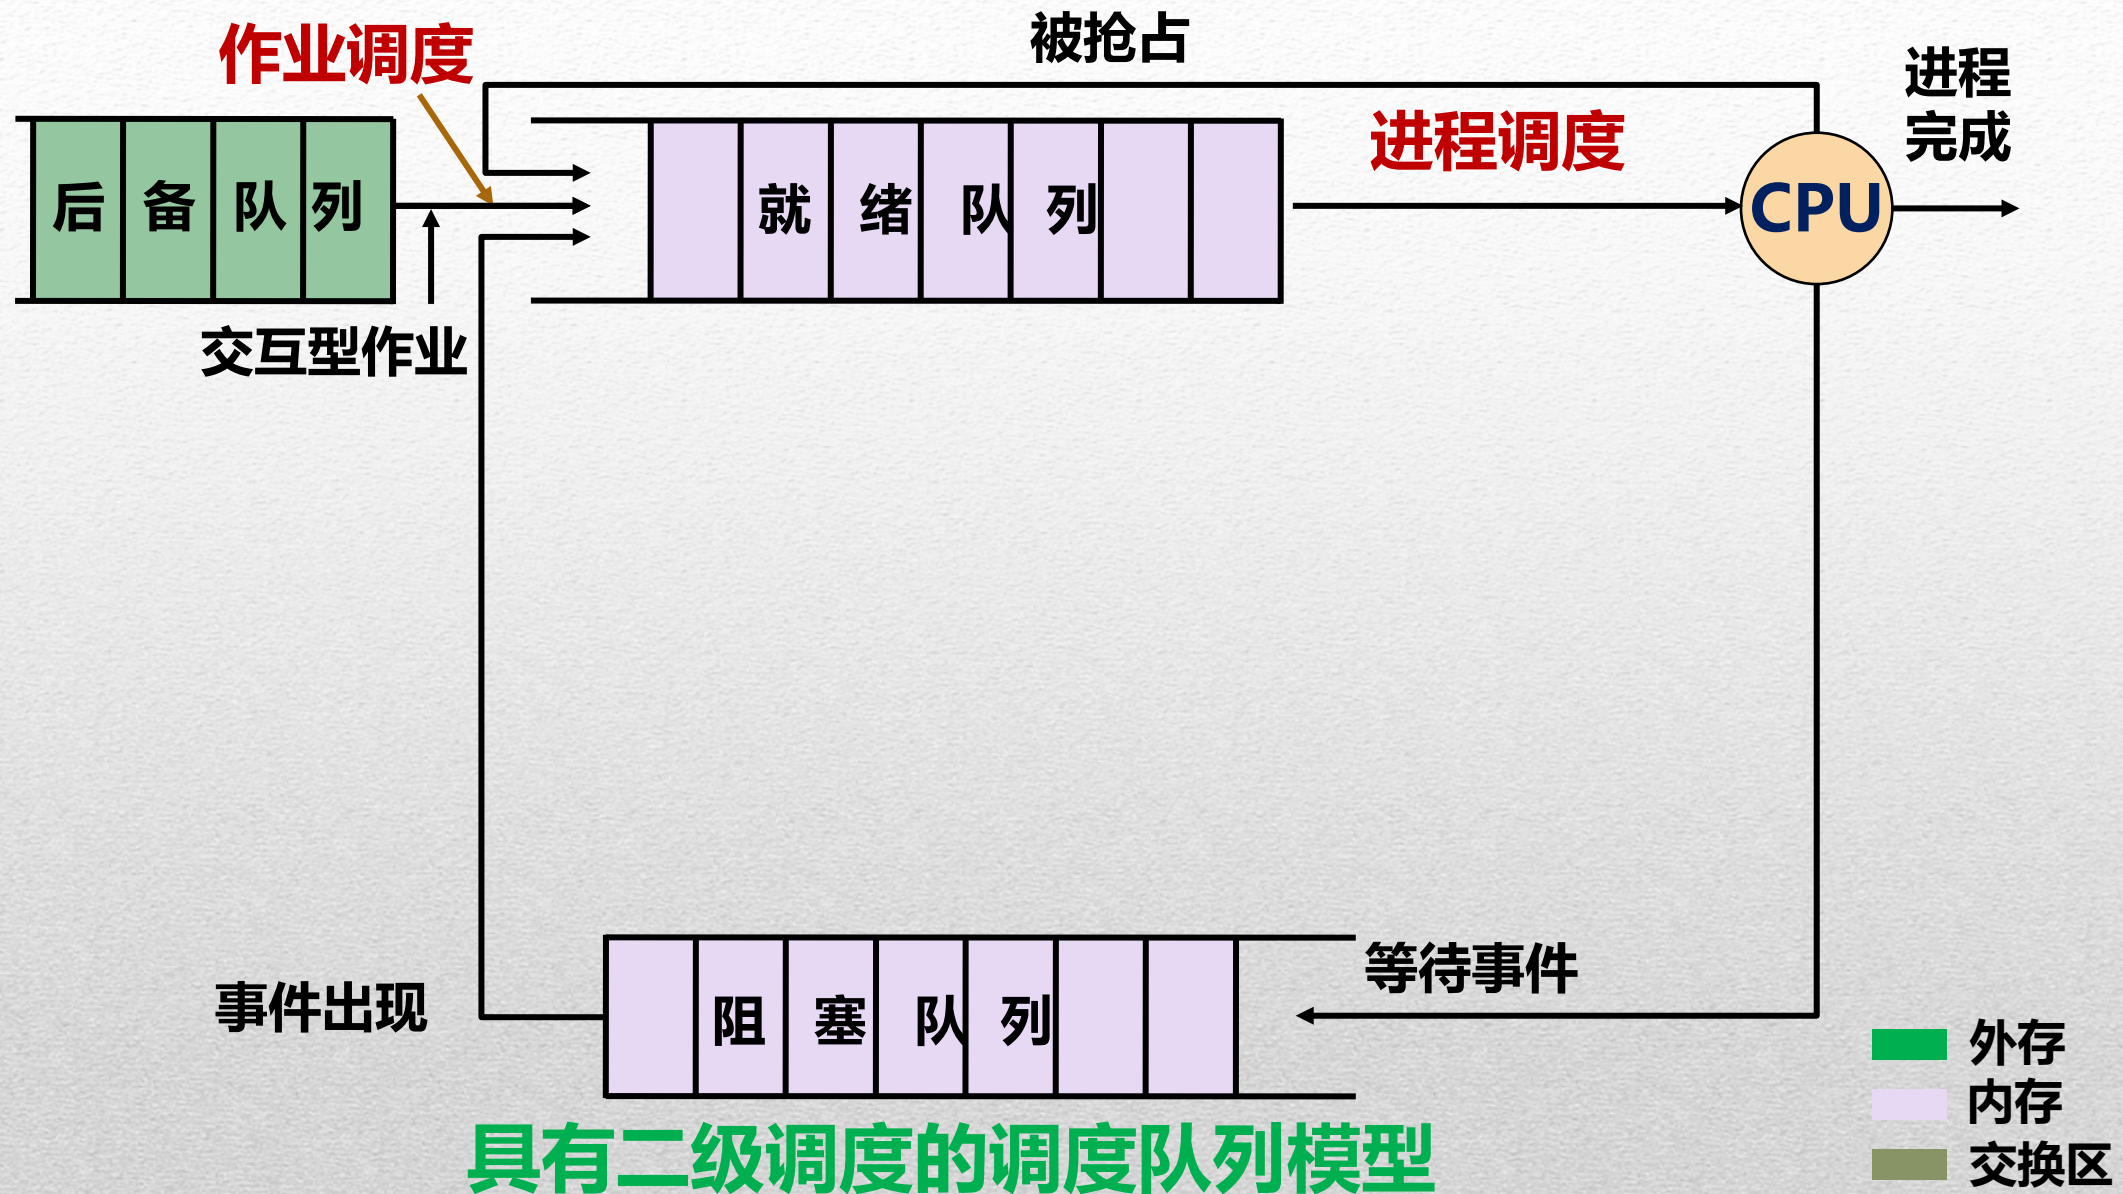 被抢占
作业调度
进程
完成
进程调度
后备队列
就绪队列
CPU
交互型作业
等待事件
事件出现
阻塞队列
外存
内存
交换区
具有二级调度的调度队列模型